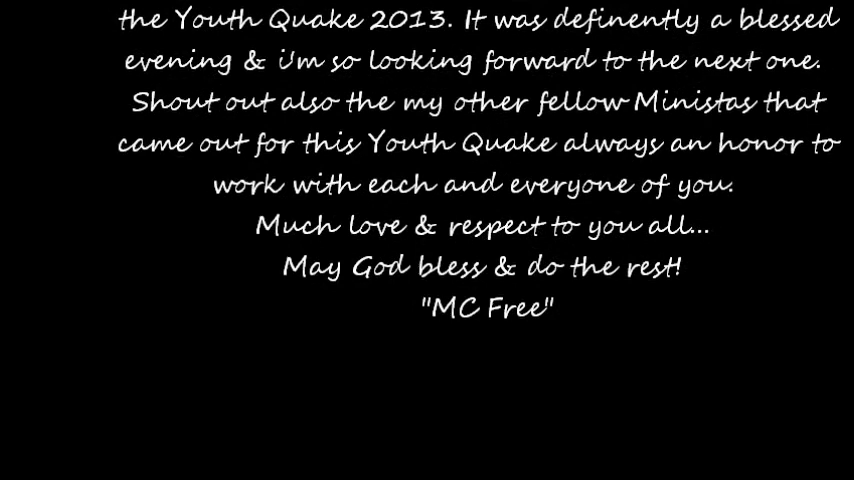 the Youth Quake 2013. It was definently a blessed
evening & i'm so looking forward to the next one.
Shout out also the my other fellow Ministas that
came out for this Youth Quake always an honor to
work with each and everyone of you.
Much love & respect to you all...
May God bless & do the rest!
"MC Free"